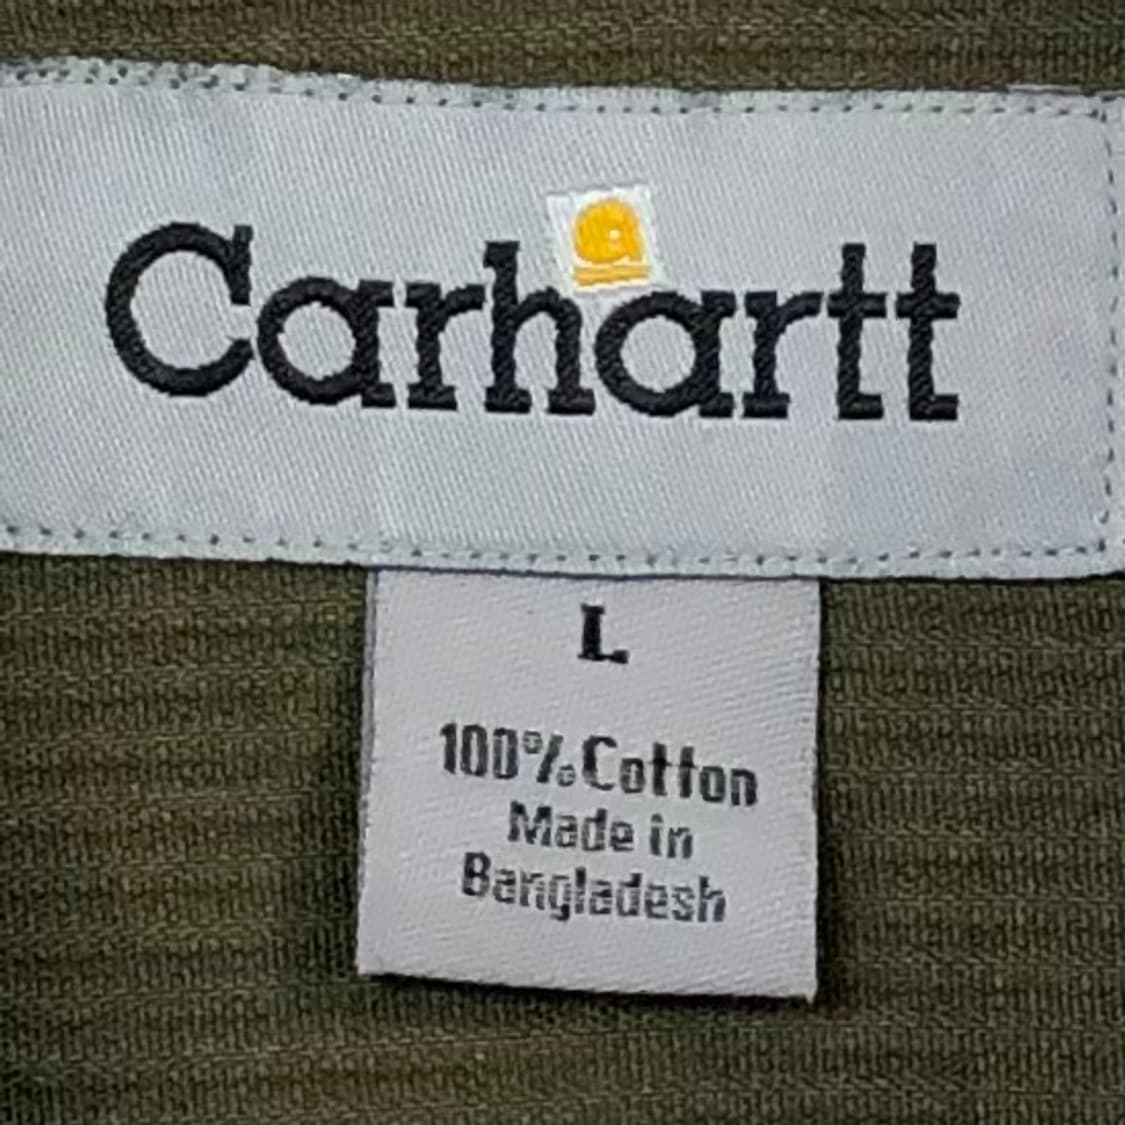 Carhartt
L
100% Cotton
Made in
Bangladesh